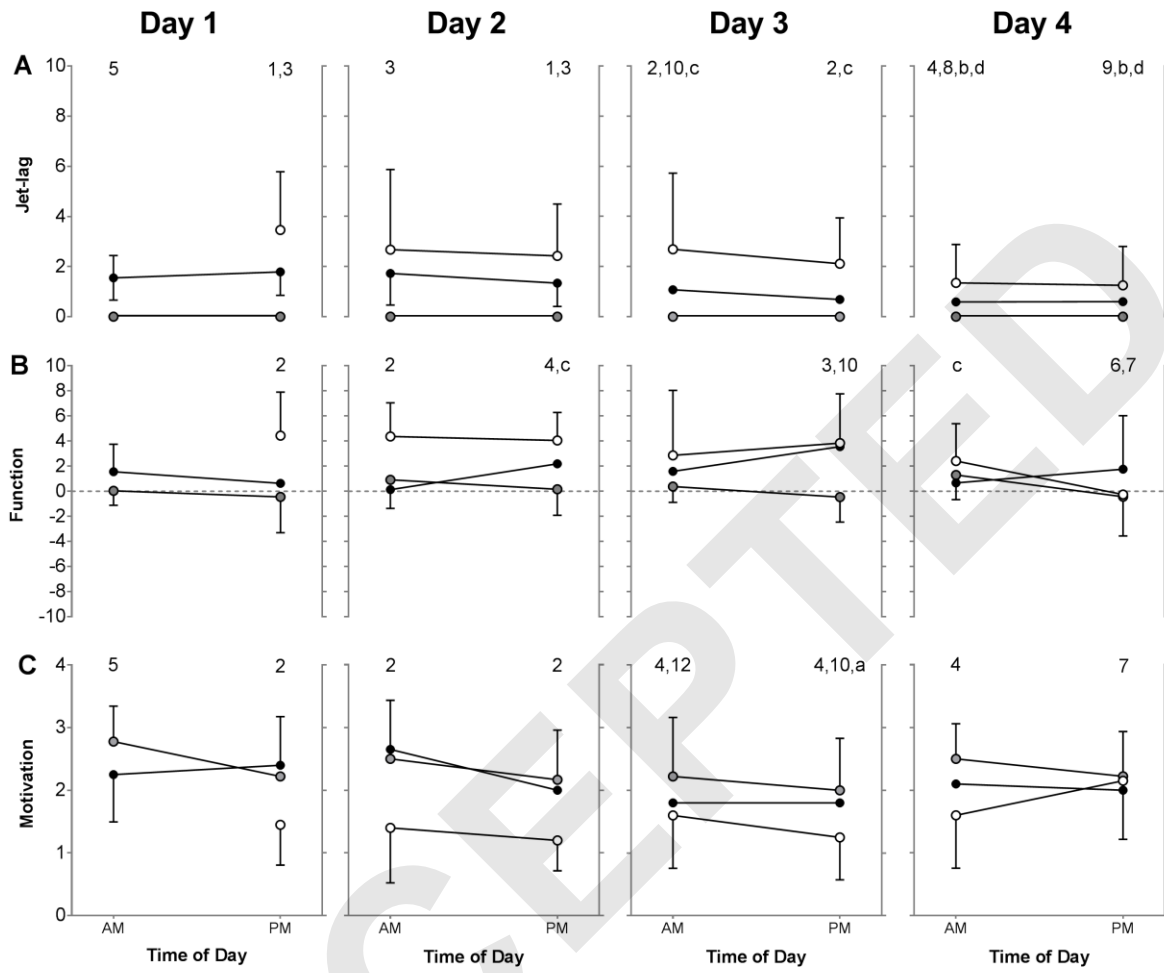 Day 1 Day 2 Day 3 Day 4
A
5 1,3 3 1,3 2,10,c 2,c 4,8,b,d 9,b,d
10
8
6
4
2
0
Jet-lag
B
2 2 4,c 3,10 c 6,7
10
8
6
4
2
0
-2
-4
-6
-8
-10
Function
C
5 2 2 2 4,12 4,10,a 4 7
4
3
2
1
0
Motivation
AM PM AM PM AM PM AM PM
Time of Day Time of Day Time of Day Time of Day
CEPTED